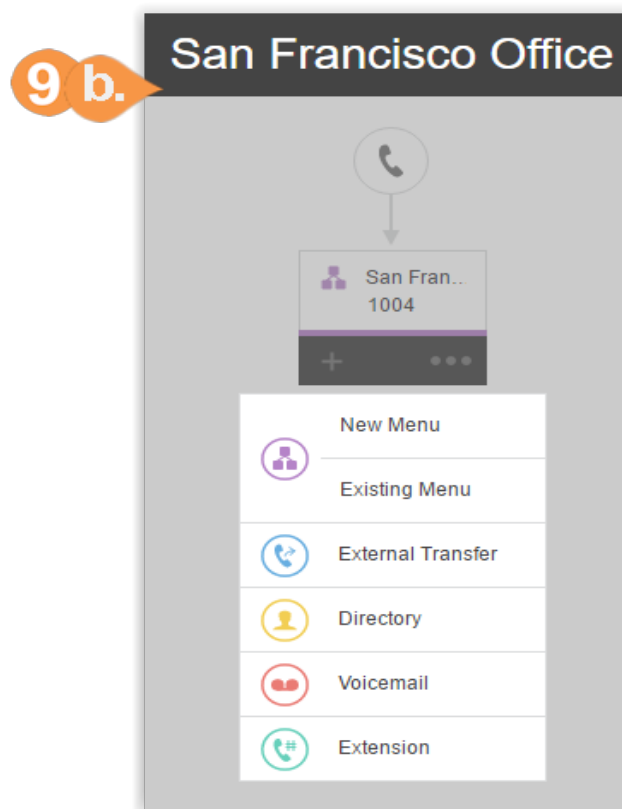 San Francisco Office
9 b.
San Fran...
1004
New Menu
Existing Menu
External Transfer
Directory
Voicemail
Extension